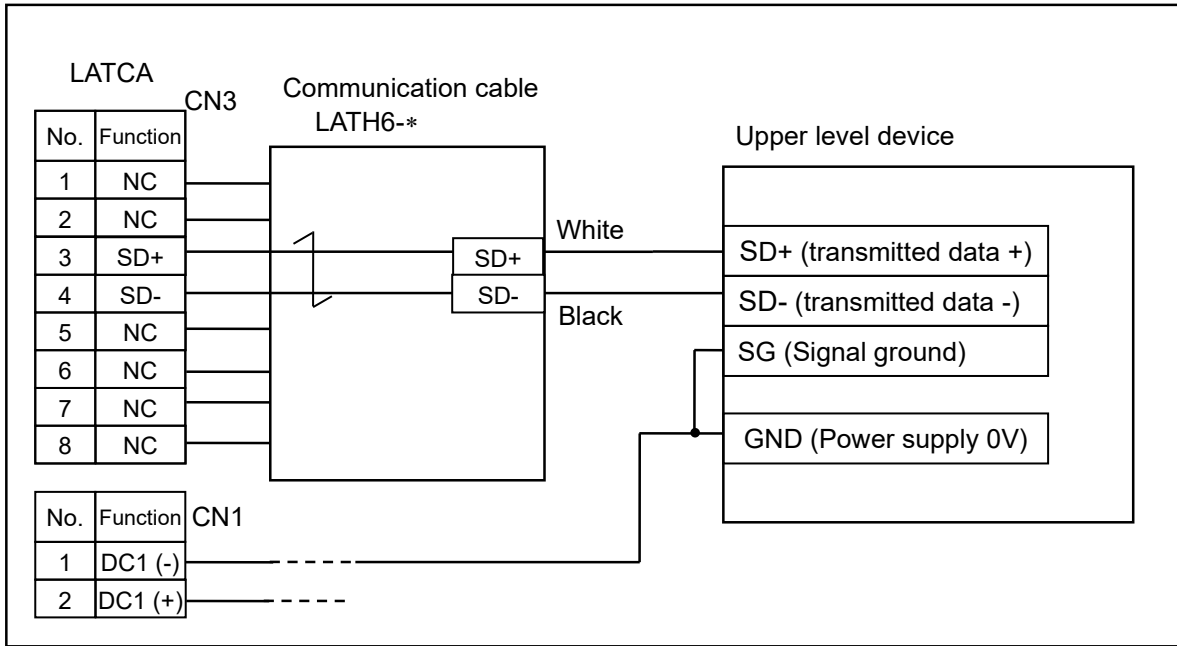 LATCA
CN3
Communication cable
LATH6-*
Upper level device
No. Function
1 NC
2 NC
3 SD+
4 SD-
5 NC
6 NC
7 NC
8 NC
SD+
SD-
White
Black
SD+ (transmitted data +)
SD- (transmitted data -)
SG (Signal ground)
GND (Power supply 0V)
No. Function CN1
1 DC1 (-)
2 DC1 (+)